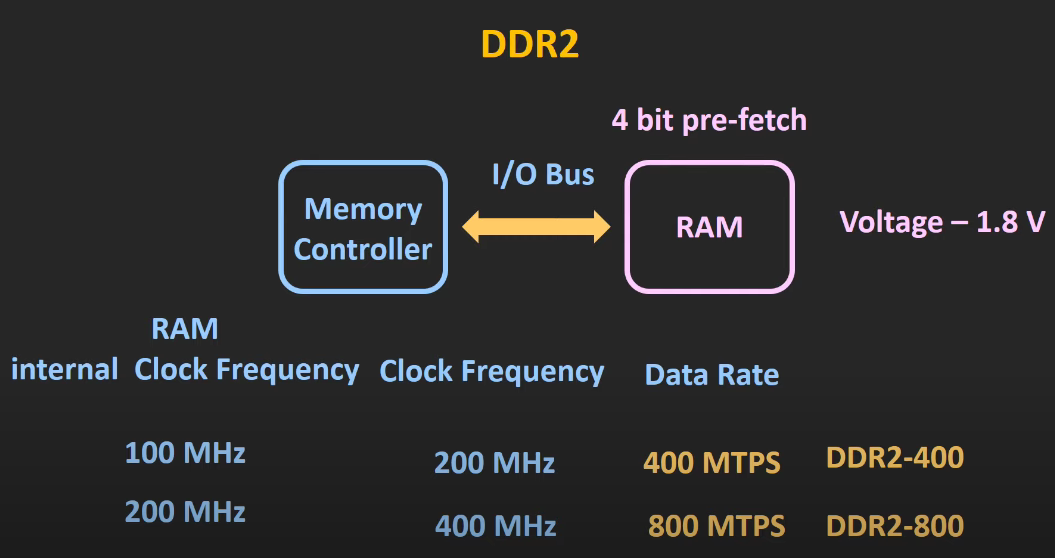 DDR2
4 bit pre-fetch
I/O Bus
Memory
Controller
RAM
Voltage – 1.8 V
RAM
internal Clock Frequency Clock Frequency Data Rate
100 MHz 200 MHz 400 MTPS DDR2-400
200 MHz 400 MHz 800 MTPS DDR2-800